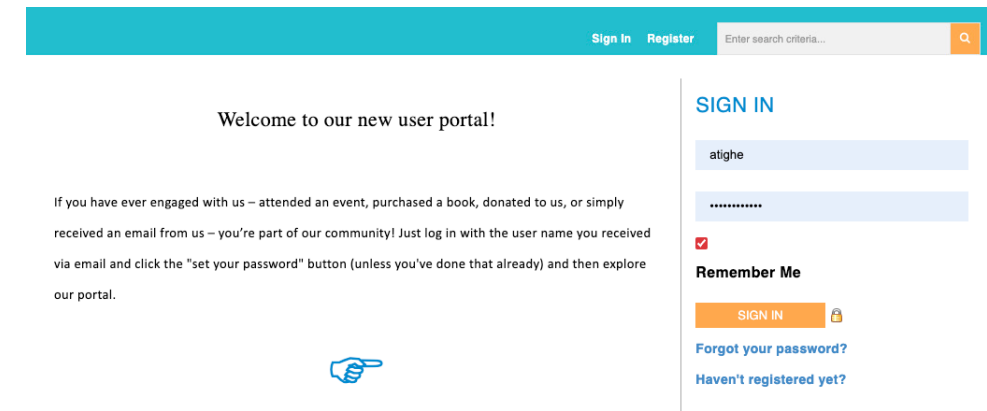 Sign In Register Enter search criteria...
Welcome to our new user portal!
If you have ever engaged with us – attended an event, purchased a book, donated to us, or simply
received an email from us – you’re part of our community! Just log in with the user name you received
via email and click the "set your password" button (unless you've done that already) and then explore
our portal.
SIGN IN
atighe
••••••••••••
Remember Me
SIGN IN
Forgot your password?
Haven't registered yet?